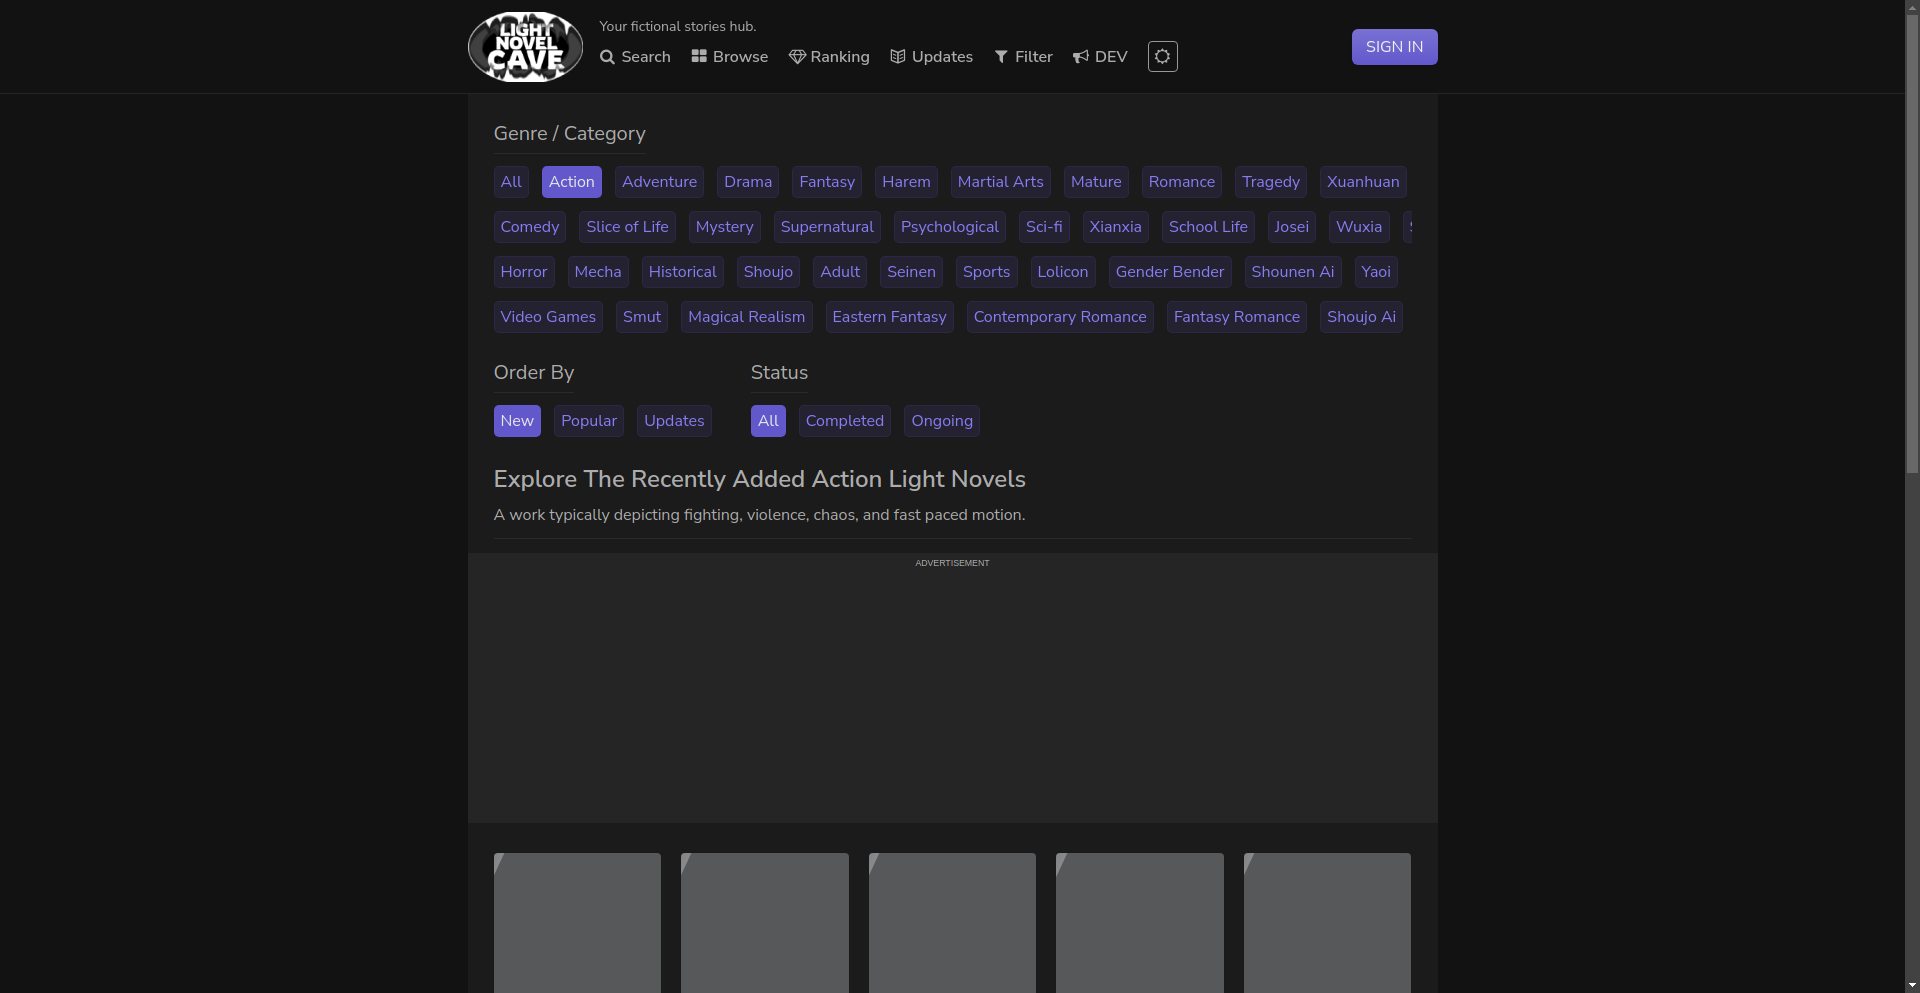 LIGHT
NOVEL
CAVE
Your fictional stories hub.
Search Browse Ranking Updates Filter DEV
SIGN IN
Genre / Category
All Action Adventure Drama Fantasy Harem Martial Arts Mature Romance Tragedy Xuanhuan
Comedy Slice of Life Mystery Supernatural Psychological Sci-fi Xianxia School Life Josei Wuxia
Horror Mecha Historical Shoujo Adult Seinen Sports Lolicon Gender Bender Shounen Ai Yaoi
Video Games Smut Magical Realism Eastern Fantasy Contemporary Romance Fantasy Romance Shoujo Ai
Order By Status
New Popular Updates All Completed Ongoing
Explore The Recently Added Action Light Novels
A work typically depicting fighting, violence, chaos, and fast paced motion.
ADVERTISEMENT